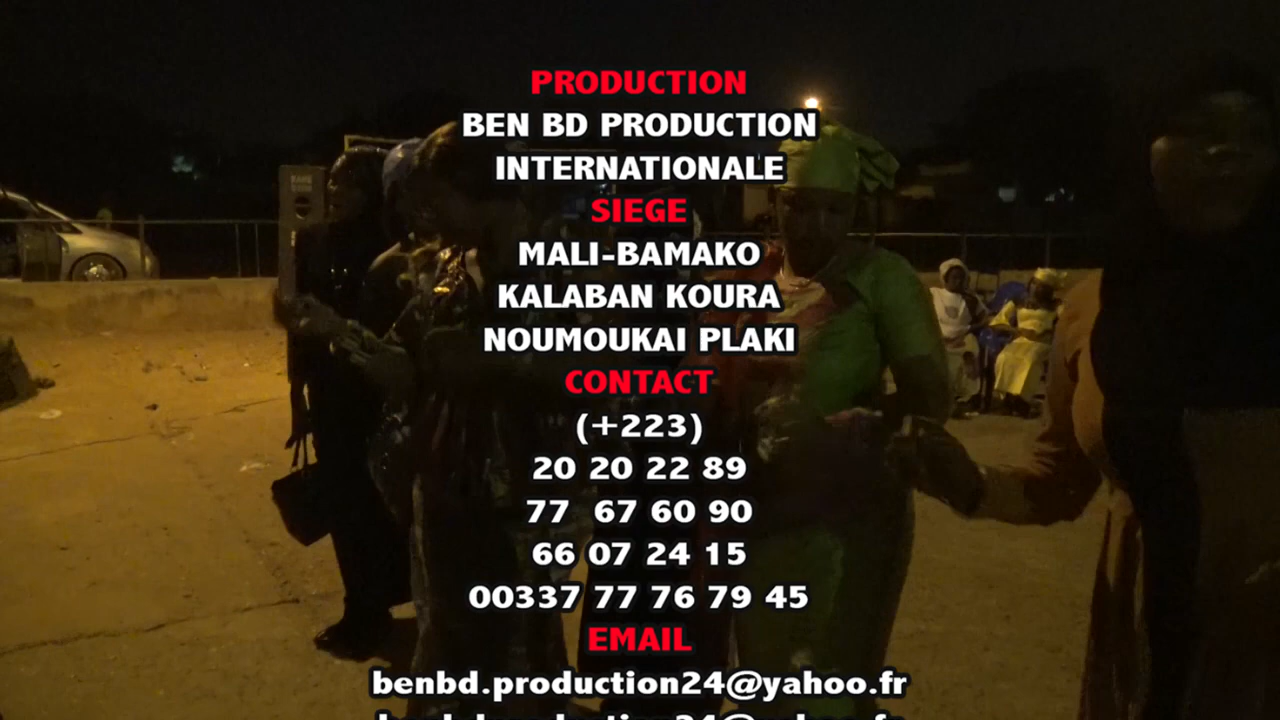 PRODUCTION
BEN BD PRODUCTION
INTERNATIONALE
SIEGE
MALI-BAMAKO
KALABAN KOURA
NOUMOUKAI PLAKI
CONTACT
(+223)
20 20 22 89
77 67 60 90
66 07 24 15
00337 77 76 79 45
EMAIL
benbd.production24@yahoo.fr